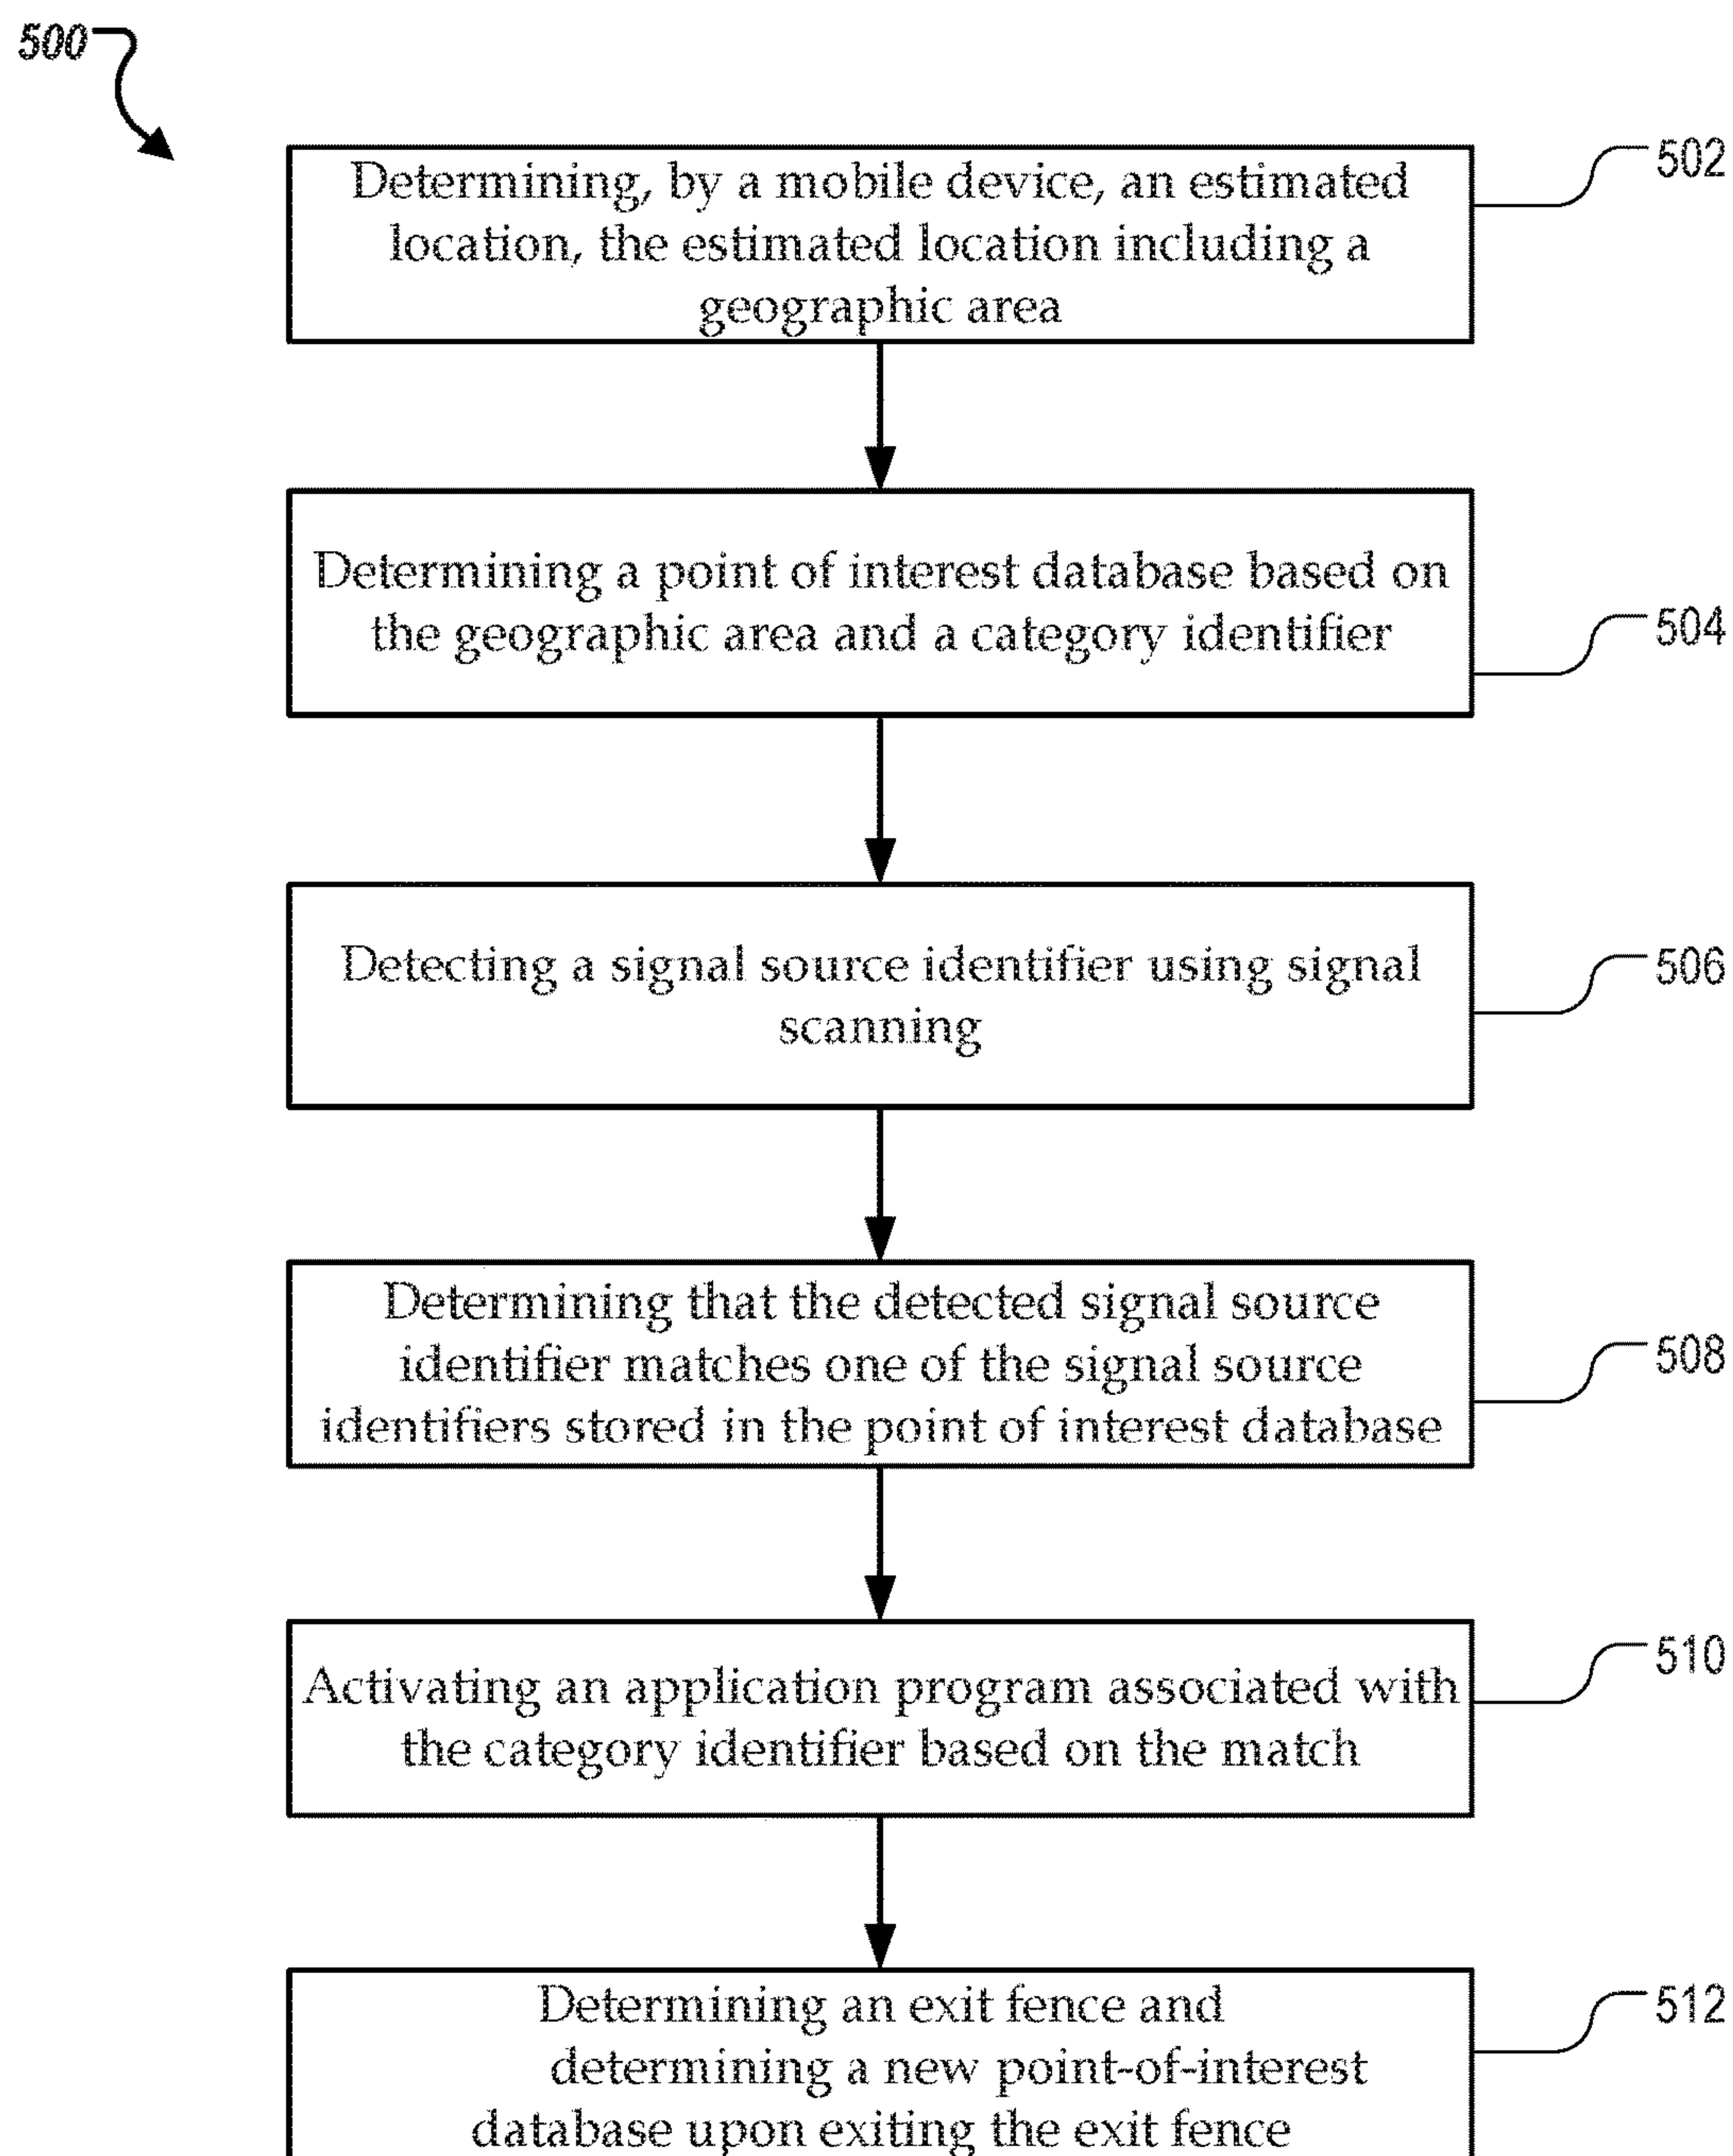 500
502
Determining, by a mobile device, an estimated
location, the estimated location including a
geographic area
Determining a point of interest database based on
the geographic area and a category identifier
504
Detecting a signal source identifier using signal
scanning
506
Determining that the detected signal source
identifier matches one of the signal source
identifiers stored in the point of interest database
508
Activating an application program associated with
the category identifier based on the match
510
Determining an exit fence and
determining a new point-of-interest
database upon exiting the exit fence
512